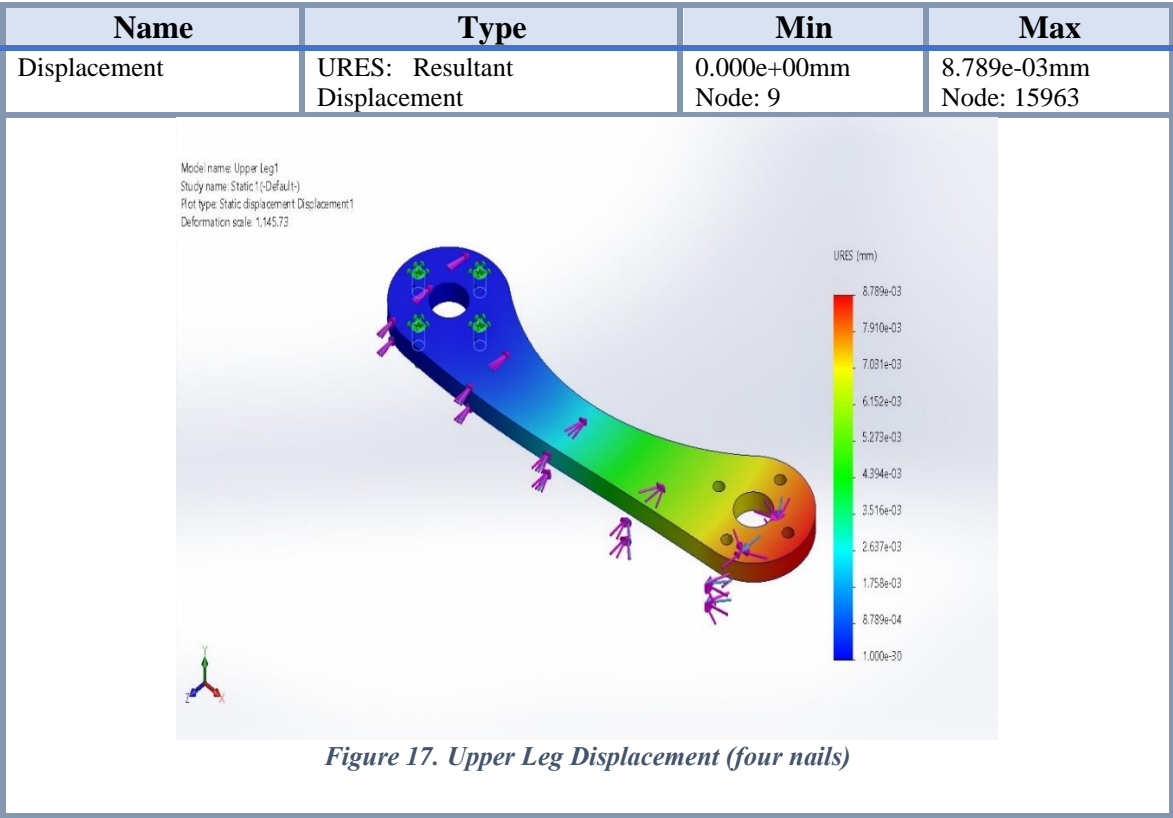 Name Type Min Max
Displacement URES: Resultant Displacement 0.000e+00mm Node: 9 8.789e-03mm Node: 15963
Model name: Upper Leg1
Study name: Static 1(-Default-)
Plot type: Static displacement Displacement1
Deformation scale: 1,145.73
URES (mm)
8.789e-03
7.910e-03
7.031e-03
6.152e-03
5.273e-03
4.394e-03
3.516e-03
2.637e-03
1.758e-03
8.789e-04
1.000e-30
Y
Z
X
Figure 17. Upper Leg Displacement (four nails)